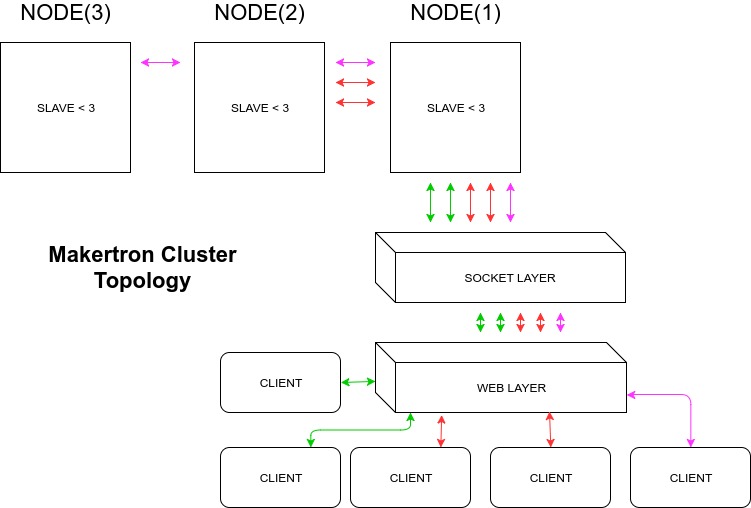 NODE(3)
NODE(2)
NODE(1)
SLAVE < 3
SLAVE < 3
SLAVE < 3
Makertron Cluster
Topology
SOCKET LAYER
WEB LAYER
CLIENT
CLIENT
CLIENT
CLIENT
CLIENT